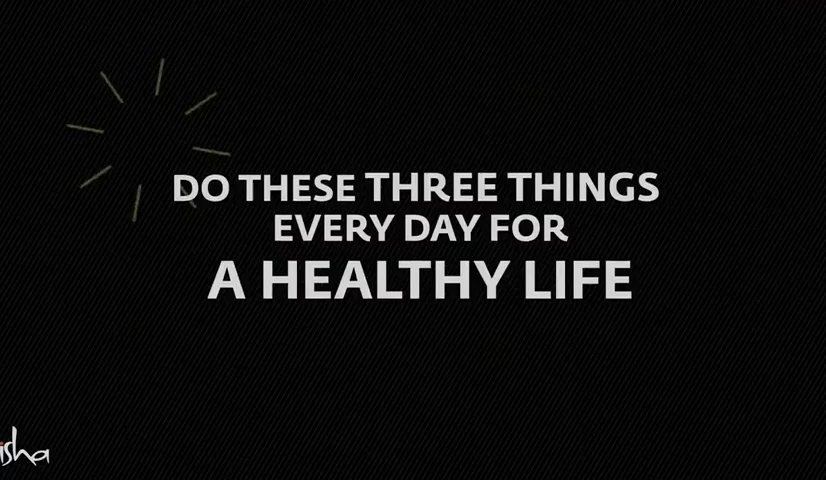 DO THESE THREE THINGS
EVERY DAY FOR
A HEALTHY LIFE
isha